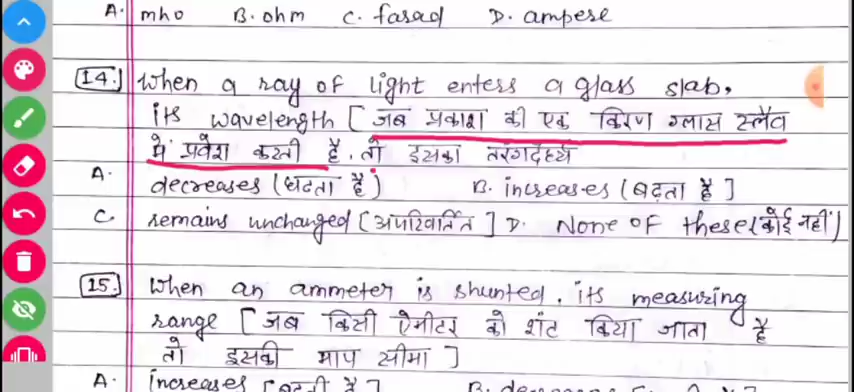 A. mho B. ohm C. farad D. ampere
14. When a ray of light enters a glass slab,
its wavelength [जब प्रकाश की एक किरण ग्लास स्लैव
में प्रवेश करती है, तो इसका तरंगदैर्ध्य
A. decreases (घटता है) B. increases (बढ़ता है]
C. remains unchanged [अपरिवर्तित] D. None of these(कोई नहीं)
15. When an ammeter is shunted, its measuring
range [जब किसी ऐमीटर को शंट किया जाता है
तो इसकी माप सीमा]
A. increases [बढ़ती है] B. decreases